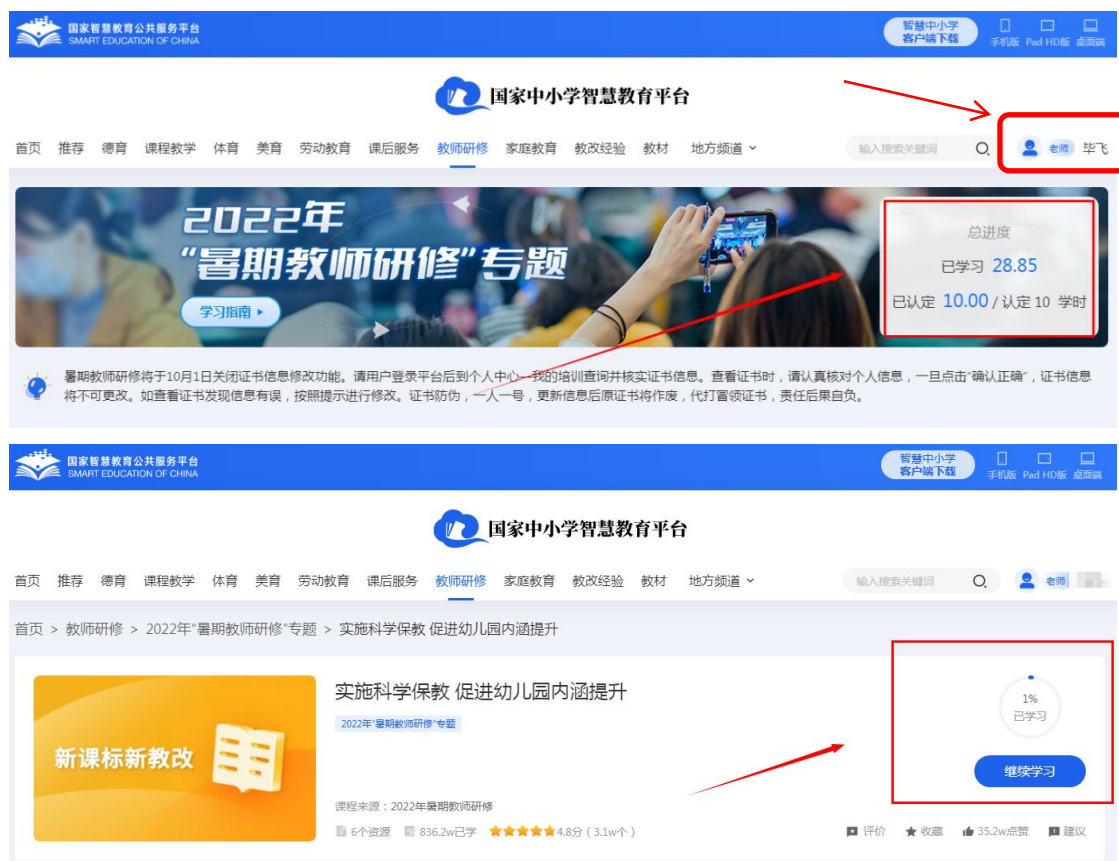 国家智慧教育公共服务平台
SMART EDUCATION OF CHINA
智慧中小学
客户端下载
手机版 Pad HD版 桌面端
国家中小学智慧教育平台
首页 推荐 德育 课程教学 体育 美育 劳动教育 课后服务 教师研修 家庭教育 教改经验 教材 地方频道 输入搜索关键词 老师 毕飞
2022年
“暑期教师研修”专题
学习指南
总进度
已学习 28.85
已认定 10.00 / 认定 10 学时
暑期教师研修将于10月1日关闭证书信息修改功能。请用户登录平台后到个人中心--我的培训查询并核实证书信息。查看证书时，请认真核对个人信息，一旦点击“确认正确”，证书信息
将不可更改。如查看证书发现信息有误，按照提示进行修改。证书防伪，一人一号，更新信息后原证书将作废，代打冒领证书，责任后果自负。
国家智慧教育公共服务平台
SMART EDUCATION OF CHINA
智慧中小学
客户端下载
手机版 Pad HD版 桌面端
国家中小学智慧教育平台
首页 推荐 德育 课程教学 体育 美育 劳动教育 课后服务 教师研修 家庭教育 教改经验 教材 地方频道 输入搜索关键词 老师
首页 > 教师研修 > 2022年“暑期教师研修”专题 > 实施科学保教 促进幼儿园内涵提升
新课标新教改
实施科学保教 促进幼儿园内涵提升
2022年“暑期教师研修”专题
1%
已学习
继续学习
课程来源：2022年暑期教师研修
6个资源 836.2w已学 4.8分（3.1w个） 评价 收藏 35.2w点赞 建议